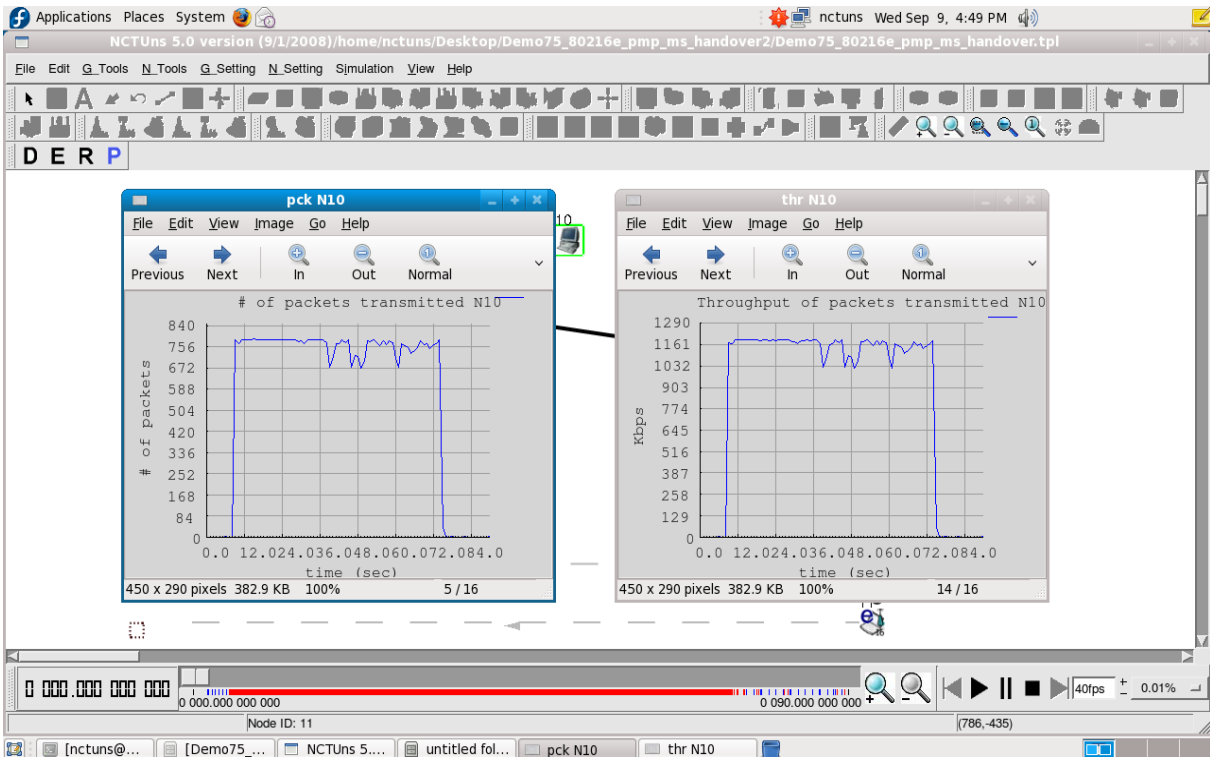 Applications Places System
nctuns Wed Sep 9, 4:49 PM
NCTUns 5.0 version (9/1/2008)/home/nctuns/Desktop/Demo75_80216e_pmp_ms_handover2/Demo75_80216e_pmp_ms_handover.tpl
File Edit G_Tools N_Tools G_Setting N_Setting Simulation View Help
D E R P
pck N10
File Edit View Image Go Help
Previous Next In Out Normal
# of packets transmitted N10
840
756
672
588
504
420
336
252
168
84
0
# of packets
0.0 12.024.036.048.060.072.084.0
time (sec)
450 x 290 pixels 382.9 KB 100% 5 / 16
10
thr N10
File Edit View Image Go Help
Previous Next In Out Normal
Throughput of packets transmitted N10
1290
1161
1032
903
774
645
516
387
258
129
0
Kbps
0.0 12.024.036.048.060.072.084.0
time (sec)
450 x 290 pixels 382.9 KB 100% 14 / 16
0 000.000 000 000
0 000.000 000 000
0 090.000 000 000
40fps
0.01%
Node ID: 11
(786,-435)
[nctuns@... [Demo75_... NCTUns 5.... untitled fol... pck N10 thr N10